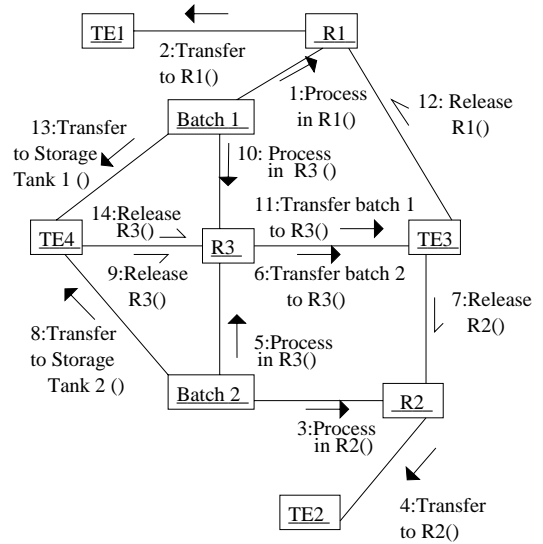 TE1
R1
2:Transfer
to R1()
1:Process
in R1()
12: Release
R1()
13:Transfer
to Storage
Tank 1 ()
Batch 1
10: Process
in R3 ()
14:Release
R3()
11:Transfer batch 1
to R3()
TE4
R3
TE3
9:Release
R3()
6:Transfer batch 2
to R3()
7:Release
R2()
8:Transfer
to Storage
Tank 2 ()
5:Process
in R3()
Batch 2
R2
3:Process
in R2()
TE2
4:Transfer
to R2()